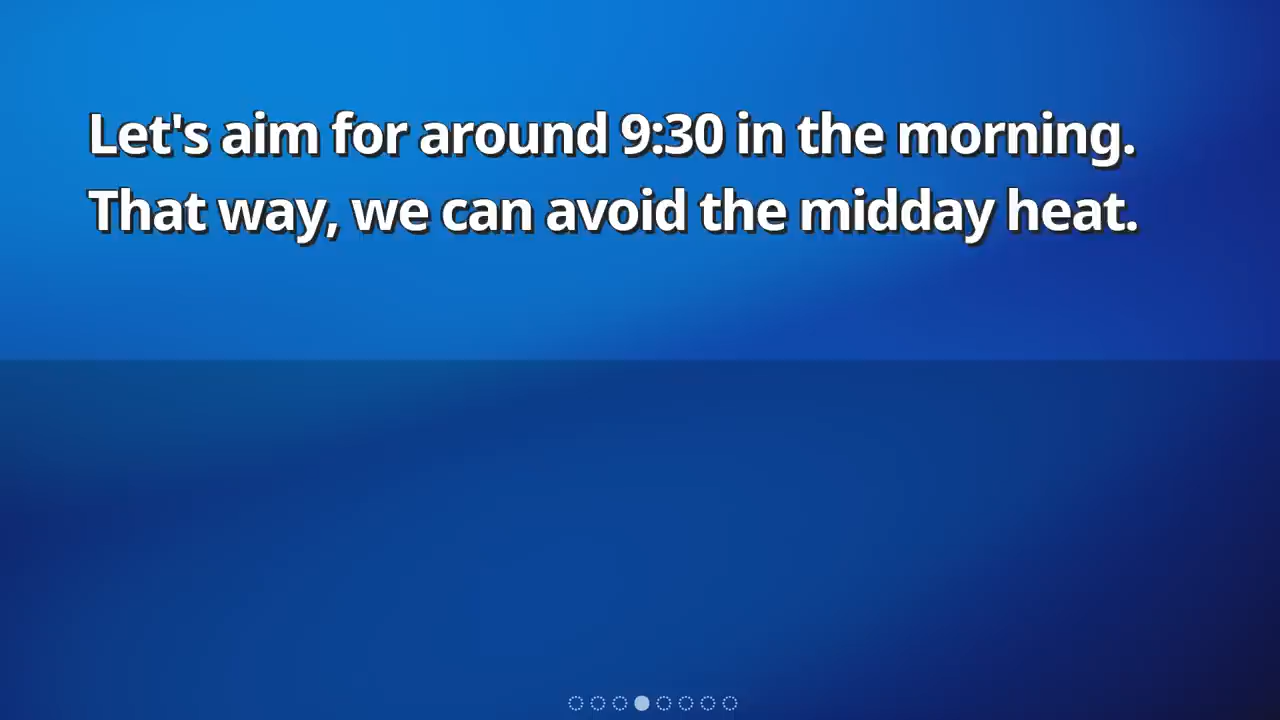 Let's aim for around 9:30 in the morning.
That way, we can avoid the midday heat.